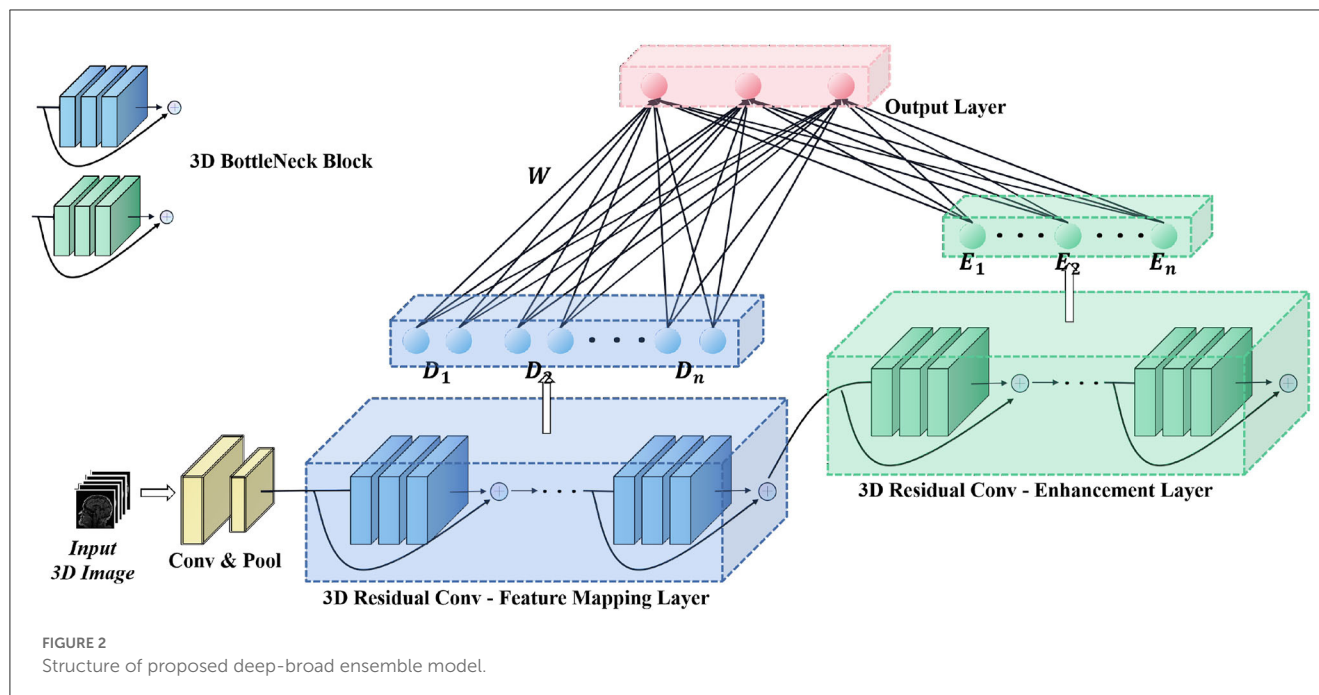 3D BottleNeck Block
Output Layer
W
E₁ · · · E₂ · · · Eₙ
D₁ D₂ · · · Dₙ
3D Residual Conv - Enhancement Layer
Input
3D Image
Conv & Pool
3D Residual Conv - Feature Mapping Layer
FIGURE 2
Structure of proposed deep-broad ensemble model.